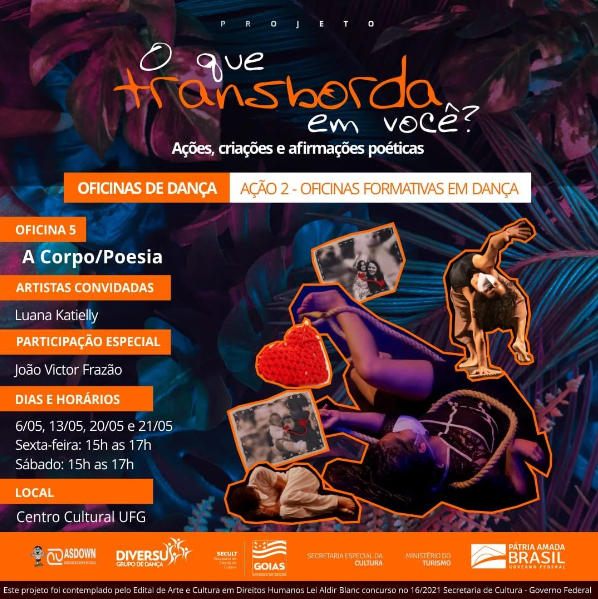 PROJETO
O que
transborda
em você?
Ações, criações e afirmações poéticas
OFICINAS DE DANÇA
AÇÃO 2 - OFICINAS FORMATIVAS EM DANÇA
OFICINA 5
A Corpo/Poesia
ARTISTAS CONVIDADAS
Luana Katielly
PARTICIPAÇÃO ESPECIAL
João Victor Frazão
DIAS E HORÁRIOS
6/05, 13/05, 20/05 e 21/05
Sexta-feira: 15h as 17h
Sábado: 15h as 17h
LOCAL
Centro Cultural UFG
ASDOWN
DIVERSU
GRUPO DE DANÇA
SECULT
GOIÁS
SECRETARIA ESPECIAL DA
CULTURA
MINISTÉRIO DO
TURISMO
PÁTRIA AMADA
BRASIL
GOVERNO FEDERAL
Este projeto foi contemplado pelo Edital de Arte e Cultura em Direitos Humanos Lei Aldir Blanc concurso no 16/2021 Secretaria de Cultura - Governo Federal